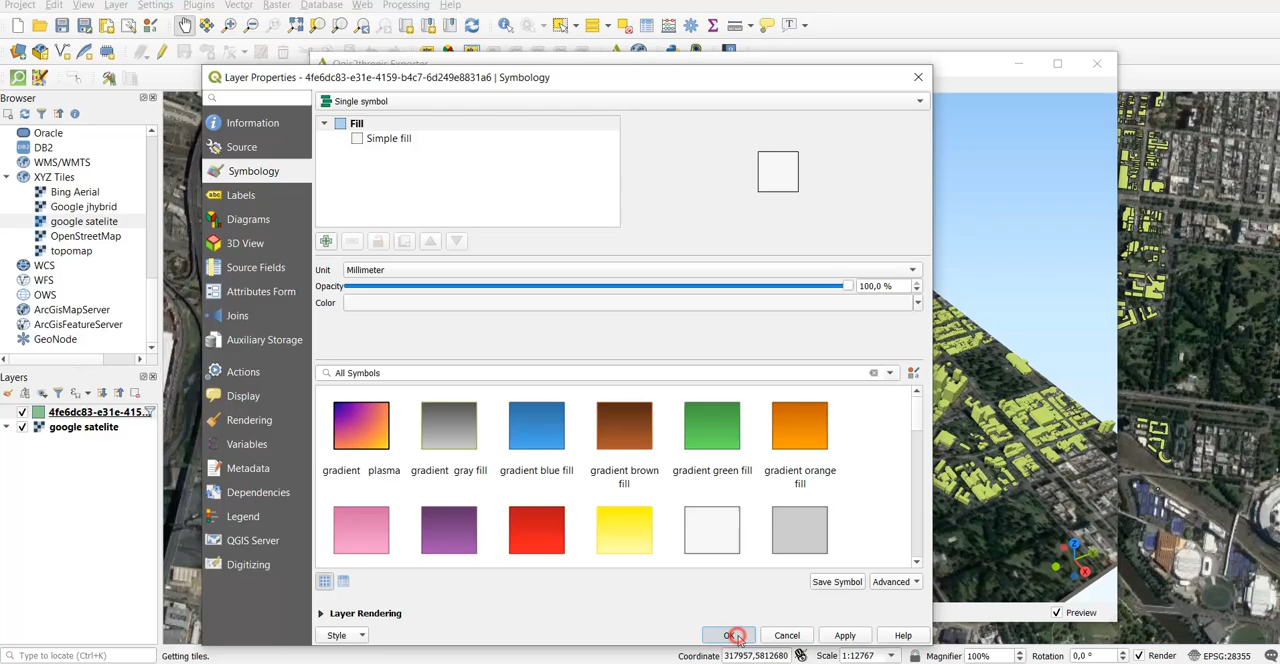 Project Edit View Layer Settings Plugins Vector Raster Database Web Processing Help
Layer Properties - 4fe6dc83-e31e-4159-b4c7-6d249e8831a6 | Symbology
Browser
Oracle
DB2
WMS/WMTS
XYZ Tiles
Bing Aerial
Google jhybrid
google satelite
OpenStreetMap
topomap
WCS
WFS
OWS
ArcGisMapServer
ArcGisFeatureServer
GeoNode
Layers
4fe6dc83-e31e-415...
google satelite
Information
Source
Symbology
Labels
Diagrams
3D View
Source Fields
Attributes Form
Joins
Auxiliary Storage
Actions
Display
Rendering
Variables
Metadata
Dependencies
Legend
QGIS Server
Digitizing
Single symbol
Fill
Simple fill
Unit Millimeter
Opacity 100,0 %
Color
All Symbols
gradient plasma gradient gray fill gradient blue fill gradient brown fill gradient green fill gradient orange fill
Save Symbol Advanced
Layer Rendering
Style OK Cancel Apply Help
Preview
Type to locate (Ctrl+K) Getting tiles. Coordinate 317957,5812680 Scale 1:12767 Magnifier 100% Rotation 0,0 ° Render EPSG:28355